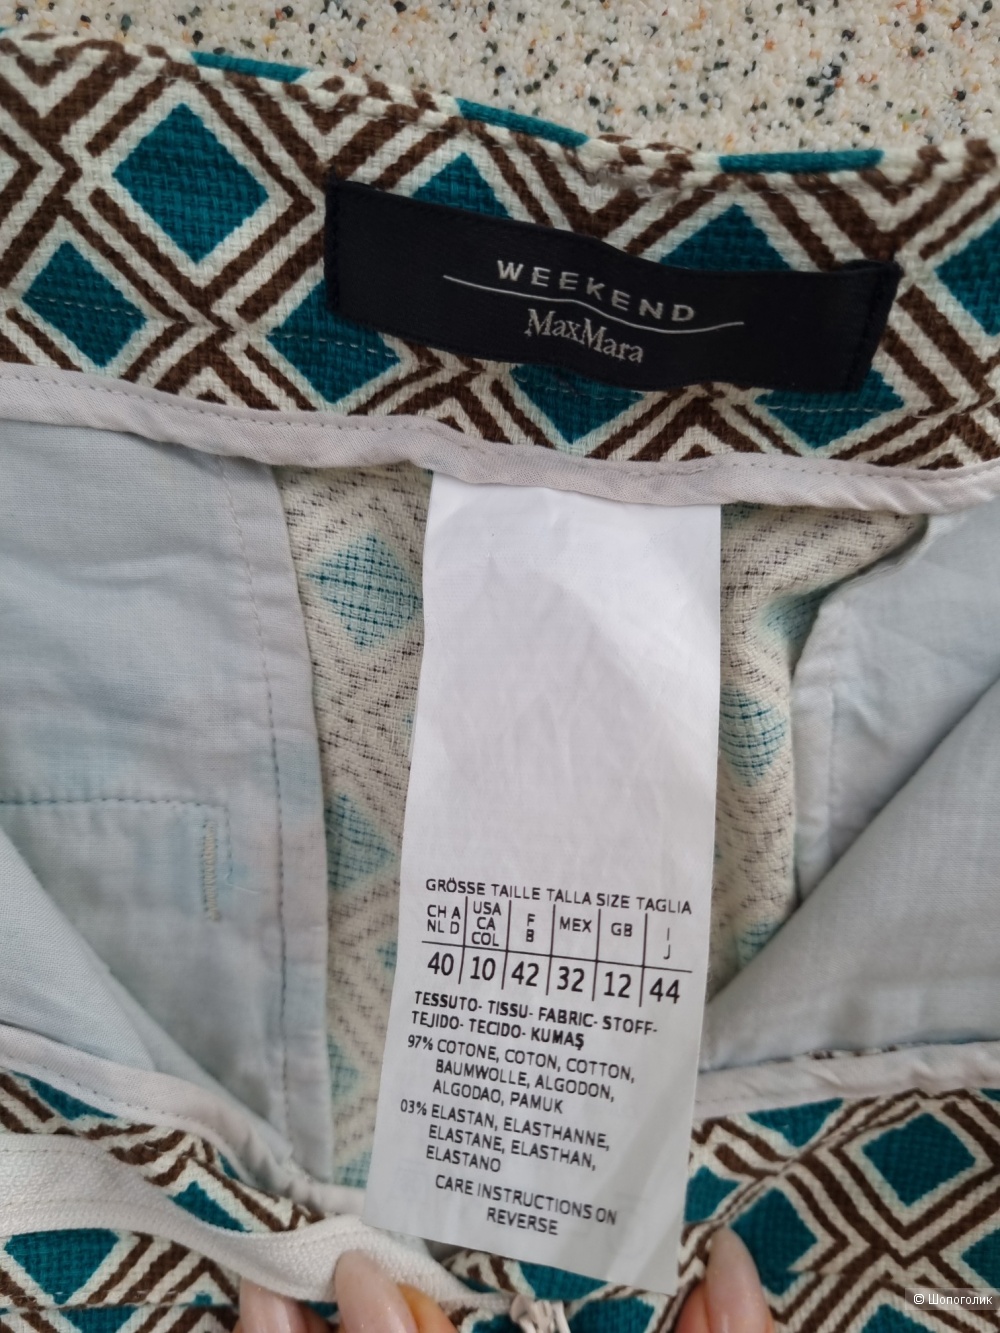 WEEKEND
MaxMara
GRÖSSE TAILLE TALLA SIZE TAGLIA
CH A USA F MEX GB I
NL D CA B J
COL
40 10 42 32 12 44
TESSUTO- TISSU- FABRIC- STOFF-
TEJIDO- TECIDO- KUMAŞ
97% COTONE, COTON, COTTON,
BAUMWOLLE, ALGODON,
ALGODAO, PAMUK
03% ELASTAN, ELASTHANNE,
ELASTANE, ELASTHAN,
ELASTANO
CARE INSTRUCTIONS ON
REVERSE
© Шопоголик